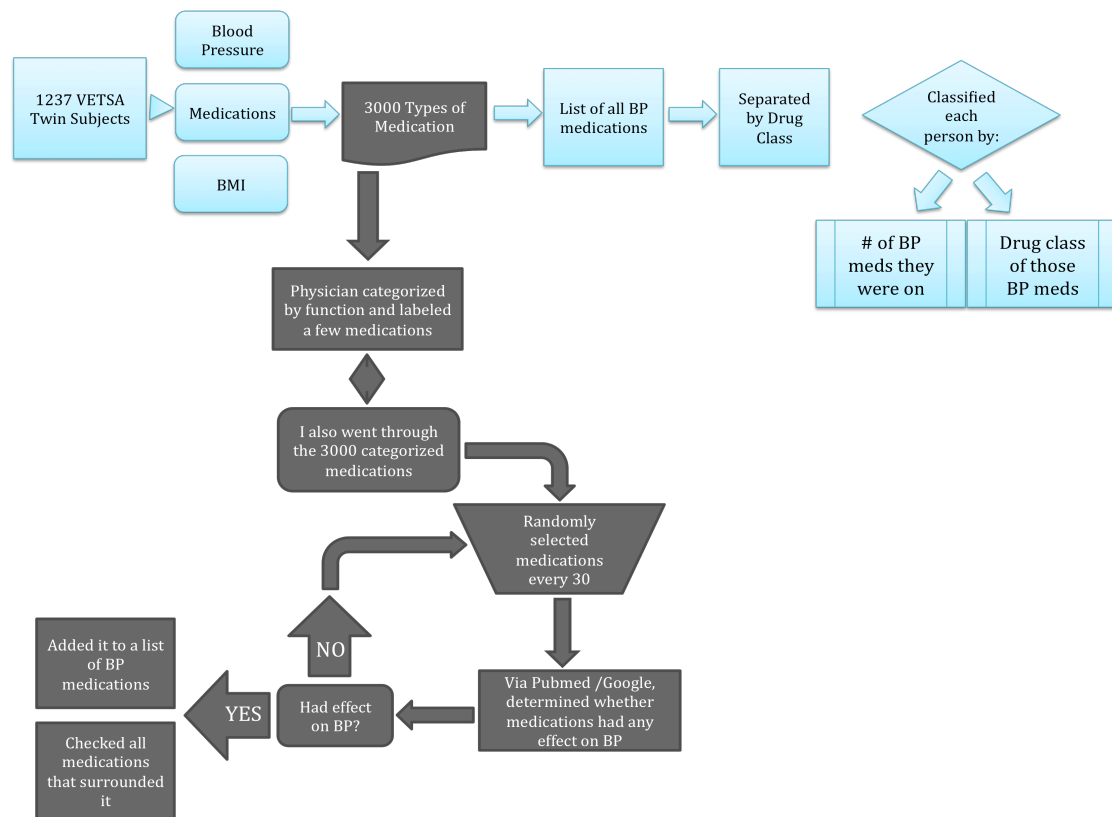 Blood
Pressure
1237 VETSA
Twin Subjects
Medications
BMI
3000 Types of
Medication
List of all BP
medications
Separated
by Drug
Class
Classified
each
person by:
# of BP
meds they
were on
Drug class
of those
BP meds
Physician categorized
by function and labeled
a few medications
I also went through
the 3000 categorized
medications
Randomly
selected
medications
every 30
Via Pubmed /Google,
determined whether
medications had any
effect on BP
Had effect
on BP?
NO
YES
Added it to a list
of BP
medications
Checked all
medications
that surrounded
it